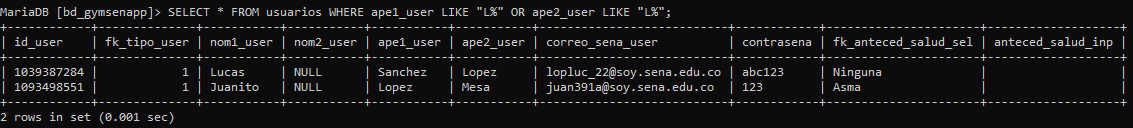 MariaDB [bd_gymsenapp]> SELECT * FROM usuarios WHERE ape1_user LIKE "L%" OR ape2_user LIKE "L%";
+------------+--------------+-----------+-----------+-----------+-----------+--------------------------+------------+----------------------+--------------------+
| id_user    | fk_tipo_user | nom1_user | nom2_user | ape1_user | ape2_user | correo_sena_user         | contrasena | fk_anteced_salud_sel | anteced_salud_inp |
+------------+--------------+-----------+-----------+-----------+-----------+--------------------------+------------+----------------------+--------------------+
| 1039387284 |            1 | Lucas     | NULL      | Sanchez   | Lopez     | lopluc_22@soy.sena.edu.co | abc123     | Ninguna              |                   |
| 1093498551 |            1 | Juanito   | NULL      | Lopez     | Mesa      | juan391a@soy.sena.edu.co | 123        | Asma                 |                   |
+------------+--------------+-----------+-----------+-----------+-----------+--------------------------+------------+----------------------+--------------------+
2 rows in set (0.001 sec)